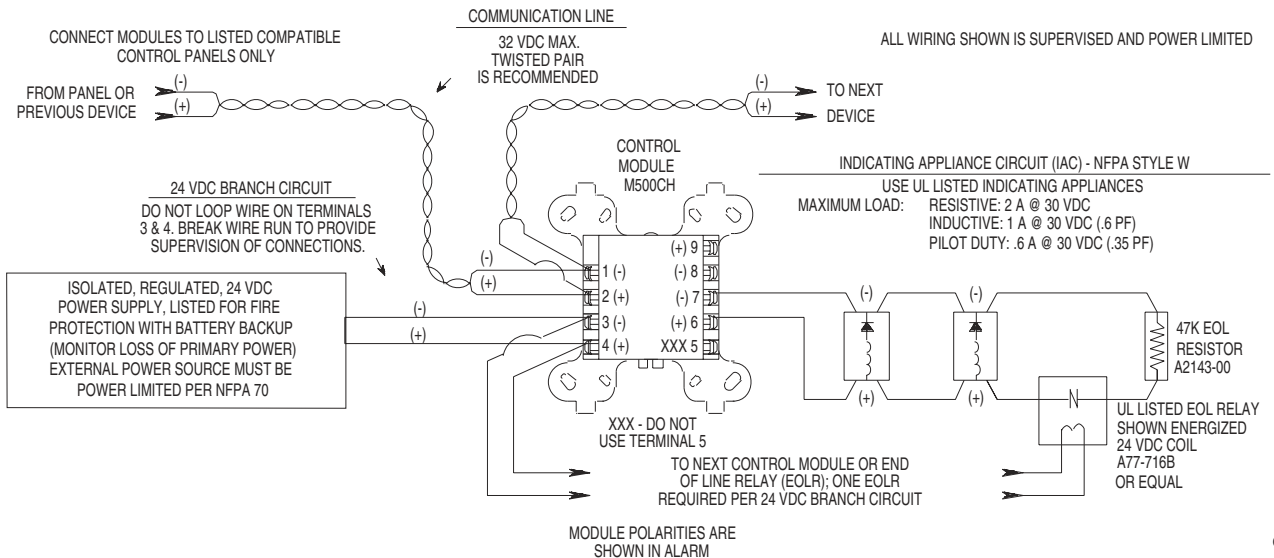 COMMUNICATION LINE
32 VDC MAX.
TWISTED PAIR
IS RECOMMENDED
CONNECT MODULES TO LISTED COMPATIBLE
CONTROL PANELS ONLY
ALL WIRING SHOWN IS SUPERVISED AND POWER LIMITED
FROM PANEL OR
PREVIOUS DEVICE
(-)
(+)
(-)
(+)
TO NEXT
DEVICE
CONTROL
MODULE
M500CH
INDICATING APPLIANCE CIRCUIT (IAC) - NFPA STYLE W
USE UL LISTED INDICATING APPLIANCES
MAXIMUM LOAD: RESISTIVE: 2 A @ 30 VDC
INDUCTIVE: 1 A @ 30 VDC (.6 PF)
PILOT DUTY: .6 A @ 30 VDC (.35 PF)
24 VDC BRANCH CIRCUIT
DO NOT LOOP WIRE ON TERMINALS
3 & 4. BREAK WIRE RUN TO PROVIDE
SUPERVISION OF CONNECTIONS.
(-)
(+)
ISOLATED, REGULATED, 24 VDC
POWER SUPPLY, LISTED FOR FIRE
PROTECTION WITH BATTERY BACKUP
(MONITOR LOSS OF PRIMARY POWER)
EXTERNAL POWER SOURCE MUST BE
POWER LIMITED PER NFPA 70
(-)
(+)
1 (-)
2 (+)
3 (-)
4 (+)
(+) 9
(-) 8
(-) 7
(+) 6
XXX 5
(-)
(+)
(-)
(+)
47K EOL
RESISTOR
A2143-00
UL LISTED EOL RELAY
SHOWN ENERGIZED
24 VDC COIL
A77-716B
OR EQUAL
XXX - DO NOT
USE TERMINAL 5
TO NEXT CONTROL MODULE OR END
OF LINE RELAY (EOLR); ONE EOLR
REQUIRED PER 24 VDC BRANCH CIRCUIT
MODULE POLARITIES ARE
SHOWN IN ALARM